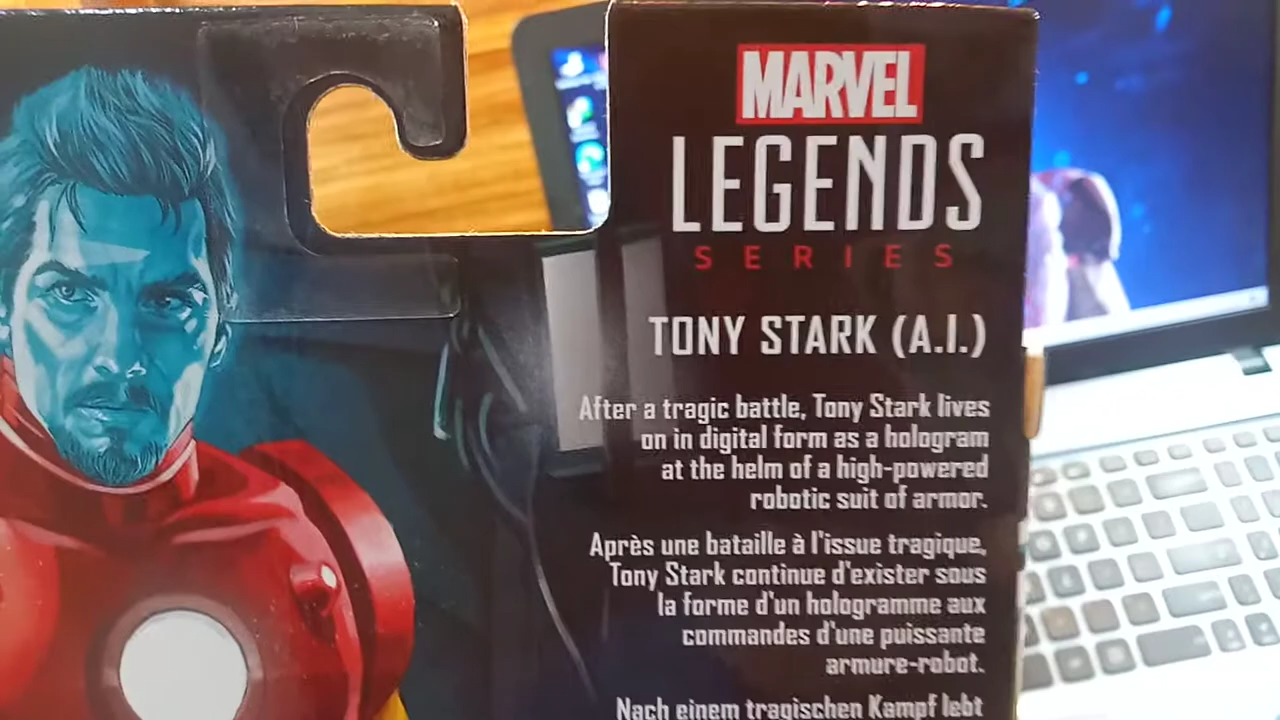 MARVEL
LEGENDS
SERIES
TONY STARK (A.I.)
After a tragic battle, Tony Stark lives
on in digital form as a hologram
at the helm of a high-powered
robotic suit of armor.
Après une bataille à l'issue tragique,
Tony Stark continue d'exister sous
la forme d'un hologramme aux
commandes d'une puissante
armure-robot.
Nach einem tragischen Kampf lebt